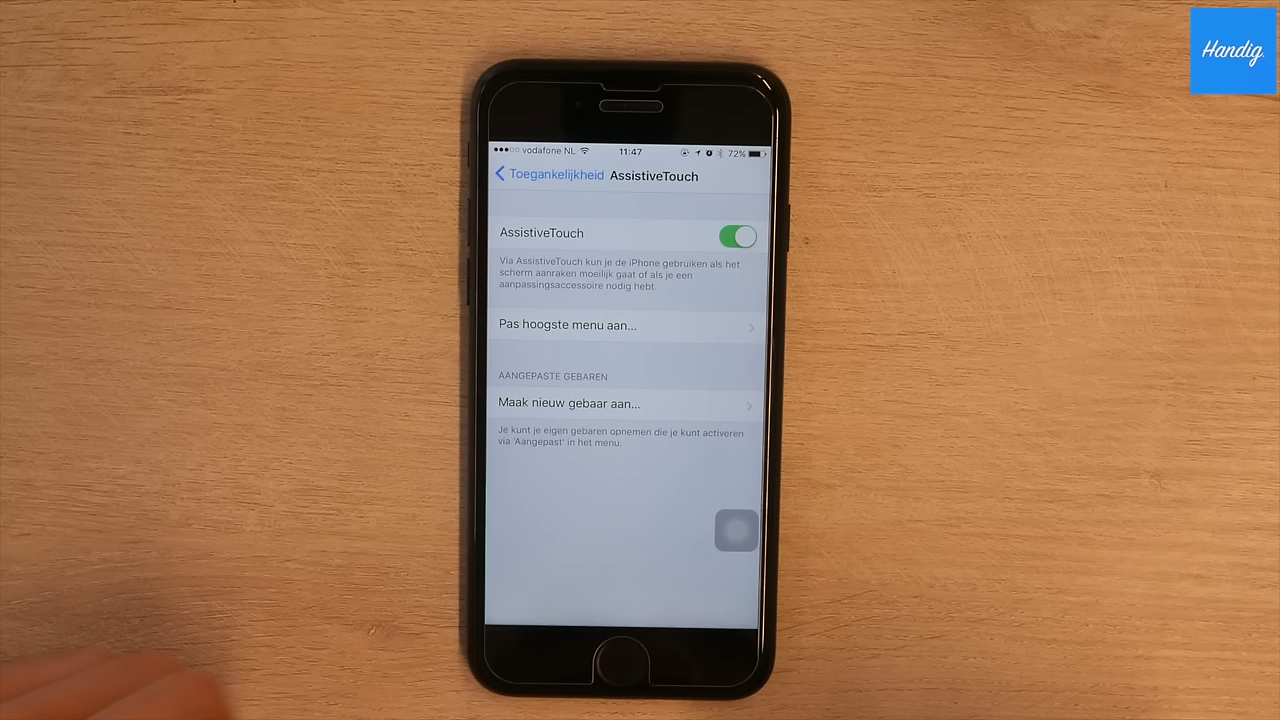 Handig.
vodafone NL 11:47 72%
Toegankelijkheid AssistiveTouch
AssistiveTouch
Via AssistiveTouch kun je de iPhone gebruiken als het
scherm aanraken moeilijk gaat of als je een
aanpassingsaccessoire nodig hebt.
Pas hoogste menu aan...
AANGEPASTE GEBAREN
Maak nieuw gebaar aan...
Je kunt je eigen gebaren opnemen die je kunt activeren
via 'Aangepast' in het menu.